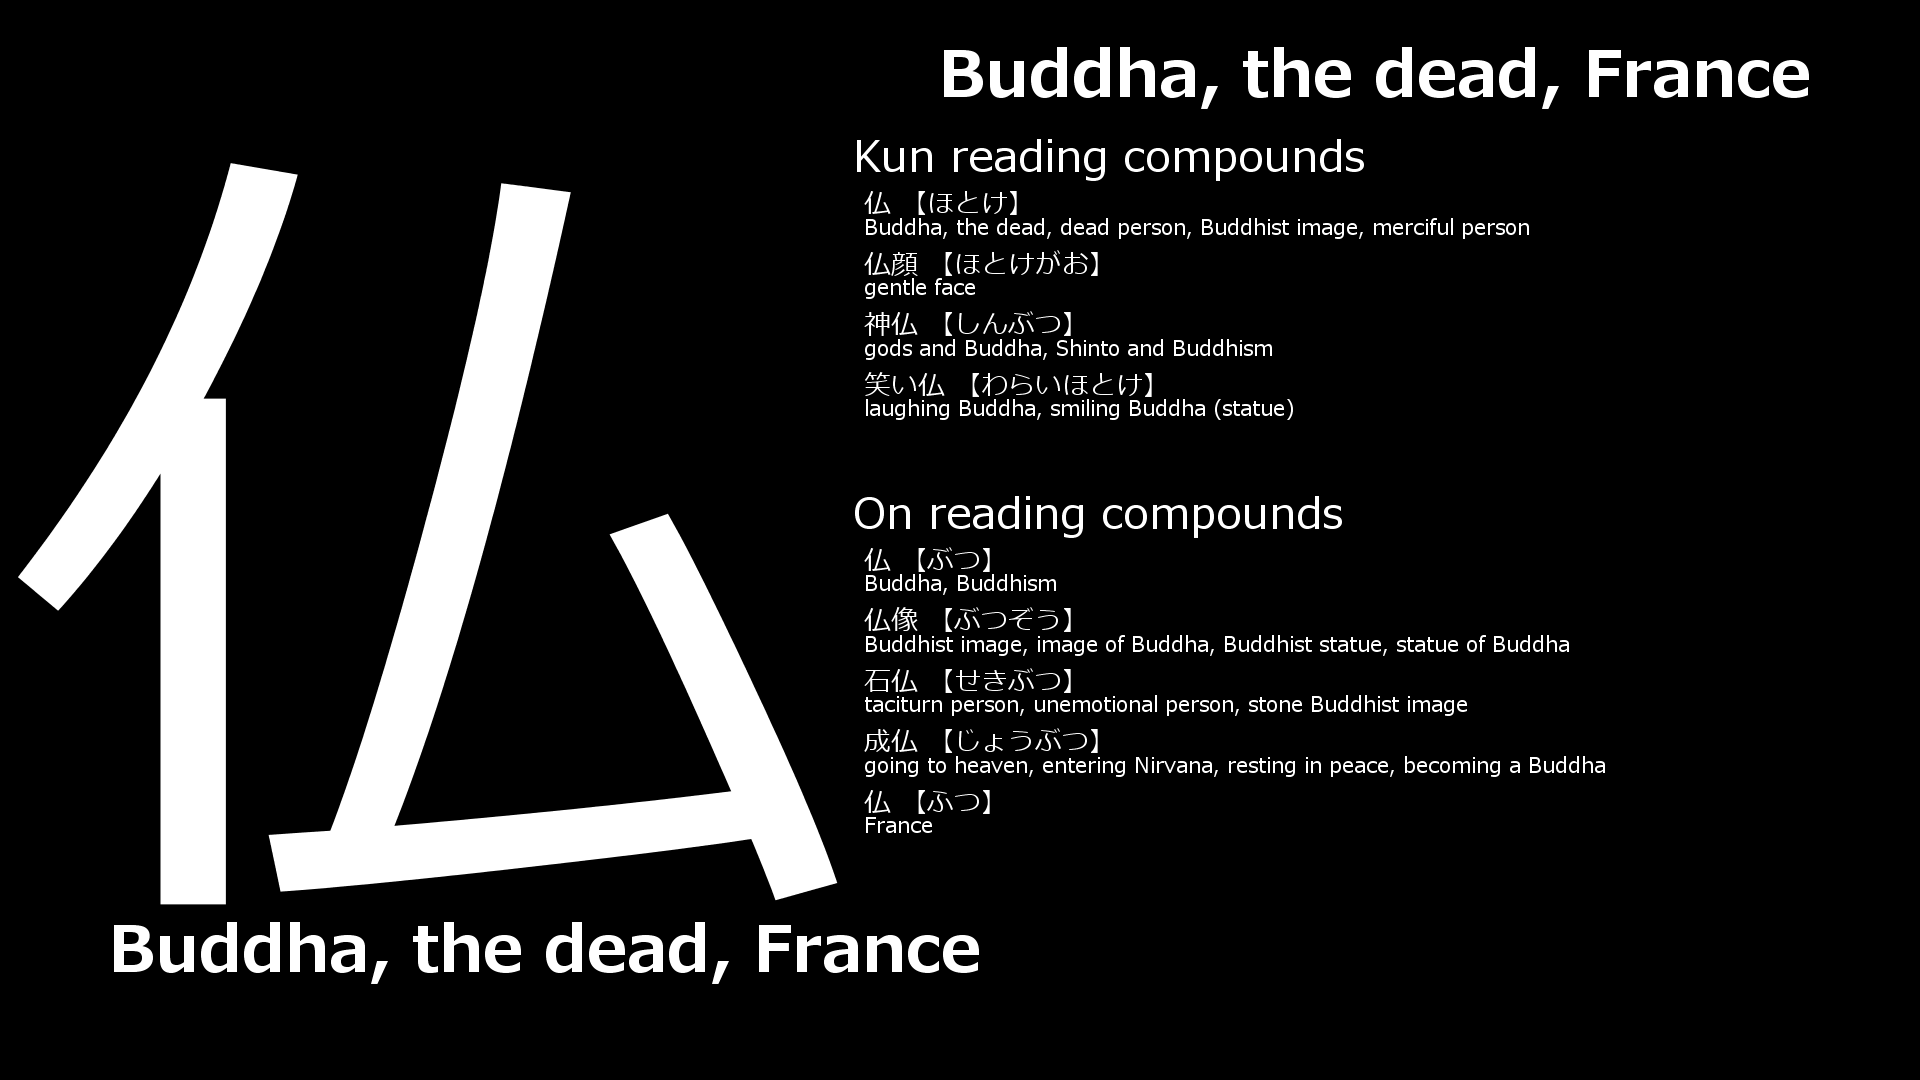 Buddha, the dead, France
仏
Buddha, the dead, France
Kun reading compounds
仏 【ほとけ】
Buddha, the dead, dead person, Buddhist image, merciful person
仏顔 【ほとけがお】
gentle face
神仏 【しんぶつ】
gods and Buddha, Shinto and Buddhism
笑い仏 【わらいほとけ】
laughing Buddha, smiling Buddha (statue)
On reading compounds
仏 【ぶつ】
Buddha, Buddhism
仏像 【ぶつぞう】
Buddhist image, image of Buddha, Buddhist statue, statue of Buddha
石仏 【せきぶつ】
taciturn person, unemotional person, stone Buddhist image
成仏 【じょうぶつ】
going to heaven, entering Nirvana, resting in peace, becoming a Buddha
仏 【ふつ】
France